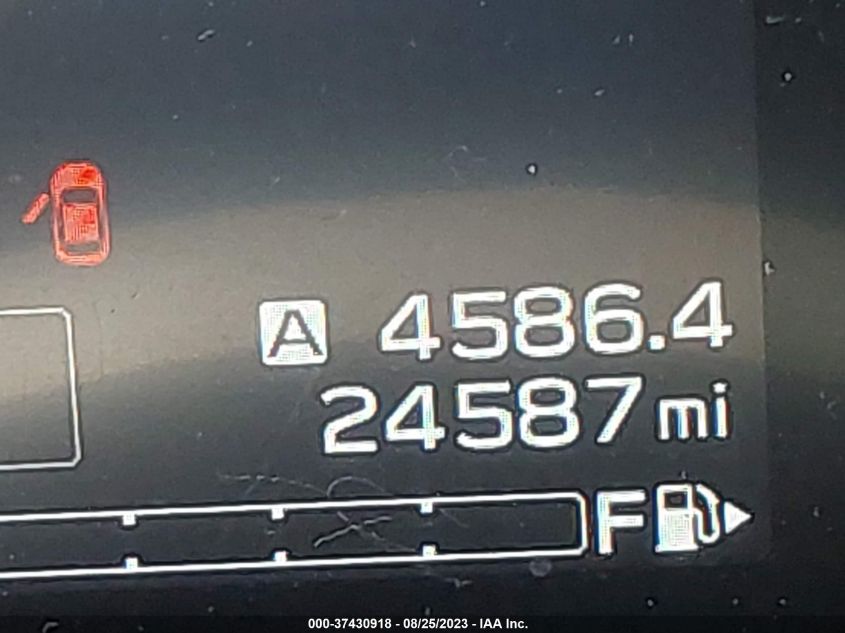 A 4586.4
24587 mi
F
000-37430918 - 08/25/2023 - IAA Inc.